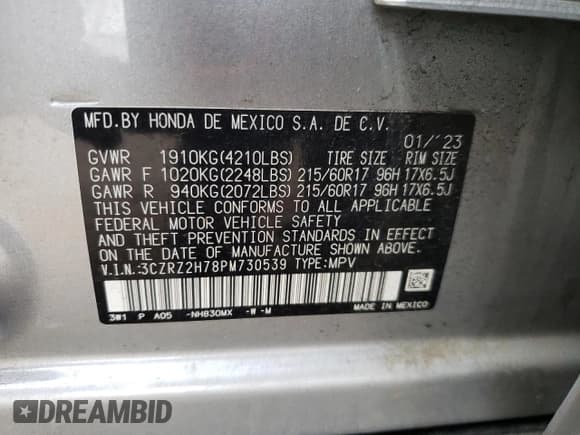 MFD.BY HONDA DE MEXICO S.A. DE C.V.
01/'23
GVWR 1910KG(4210LBS) TIRE SIZE RIM SIZE
GAWR F 1020KG(2248LBS) 215/60R17 96H 17X6.5J
GAWR R 940KG(2072LBS) 215/60R17 96H 17X6.5J
THIS VEHICLE CONFORMS TO ALL APPLICABLE
FEDERAL MOTOR VEHICLE SAFETY
AND THEFT PREVENTION STANDARDS IN EFFECT
ON THE DATE OF MANUFACTURE SHOWN ABOVE.
V.I.N.:3CZRZ2H78PM730539 TYPE:MPV
3W1 P A05 -NH830MX -W -M MADE IN MEXICO
DREAMBID